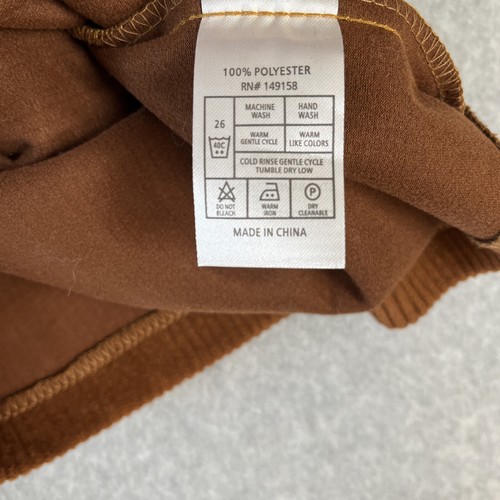 100% POLYESTER
RN# 149158
26
40C
MACHINE WASH
HAND WASH
WARM GENTLE CYCLE
WARM LIKE COLORS
COLD RINSE GENTLE CYCLE
TUMBLE DRY LOW
DO NOT BLEACH
WARM IRON
P
DRY CLEANABLE
MADE IN CHINA